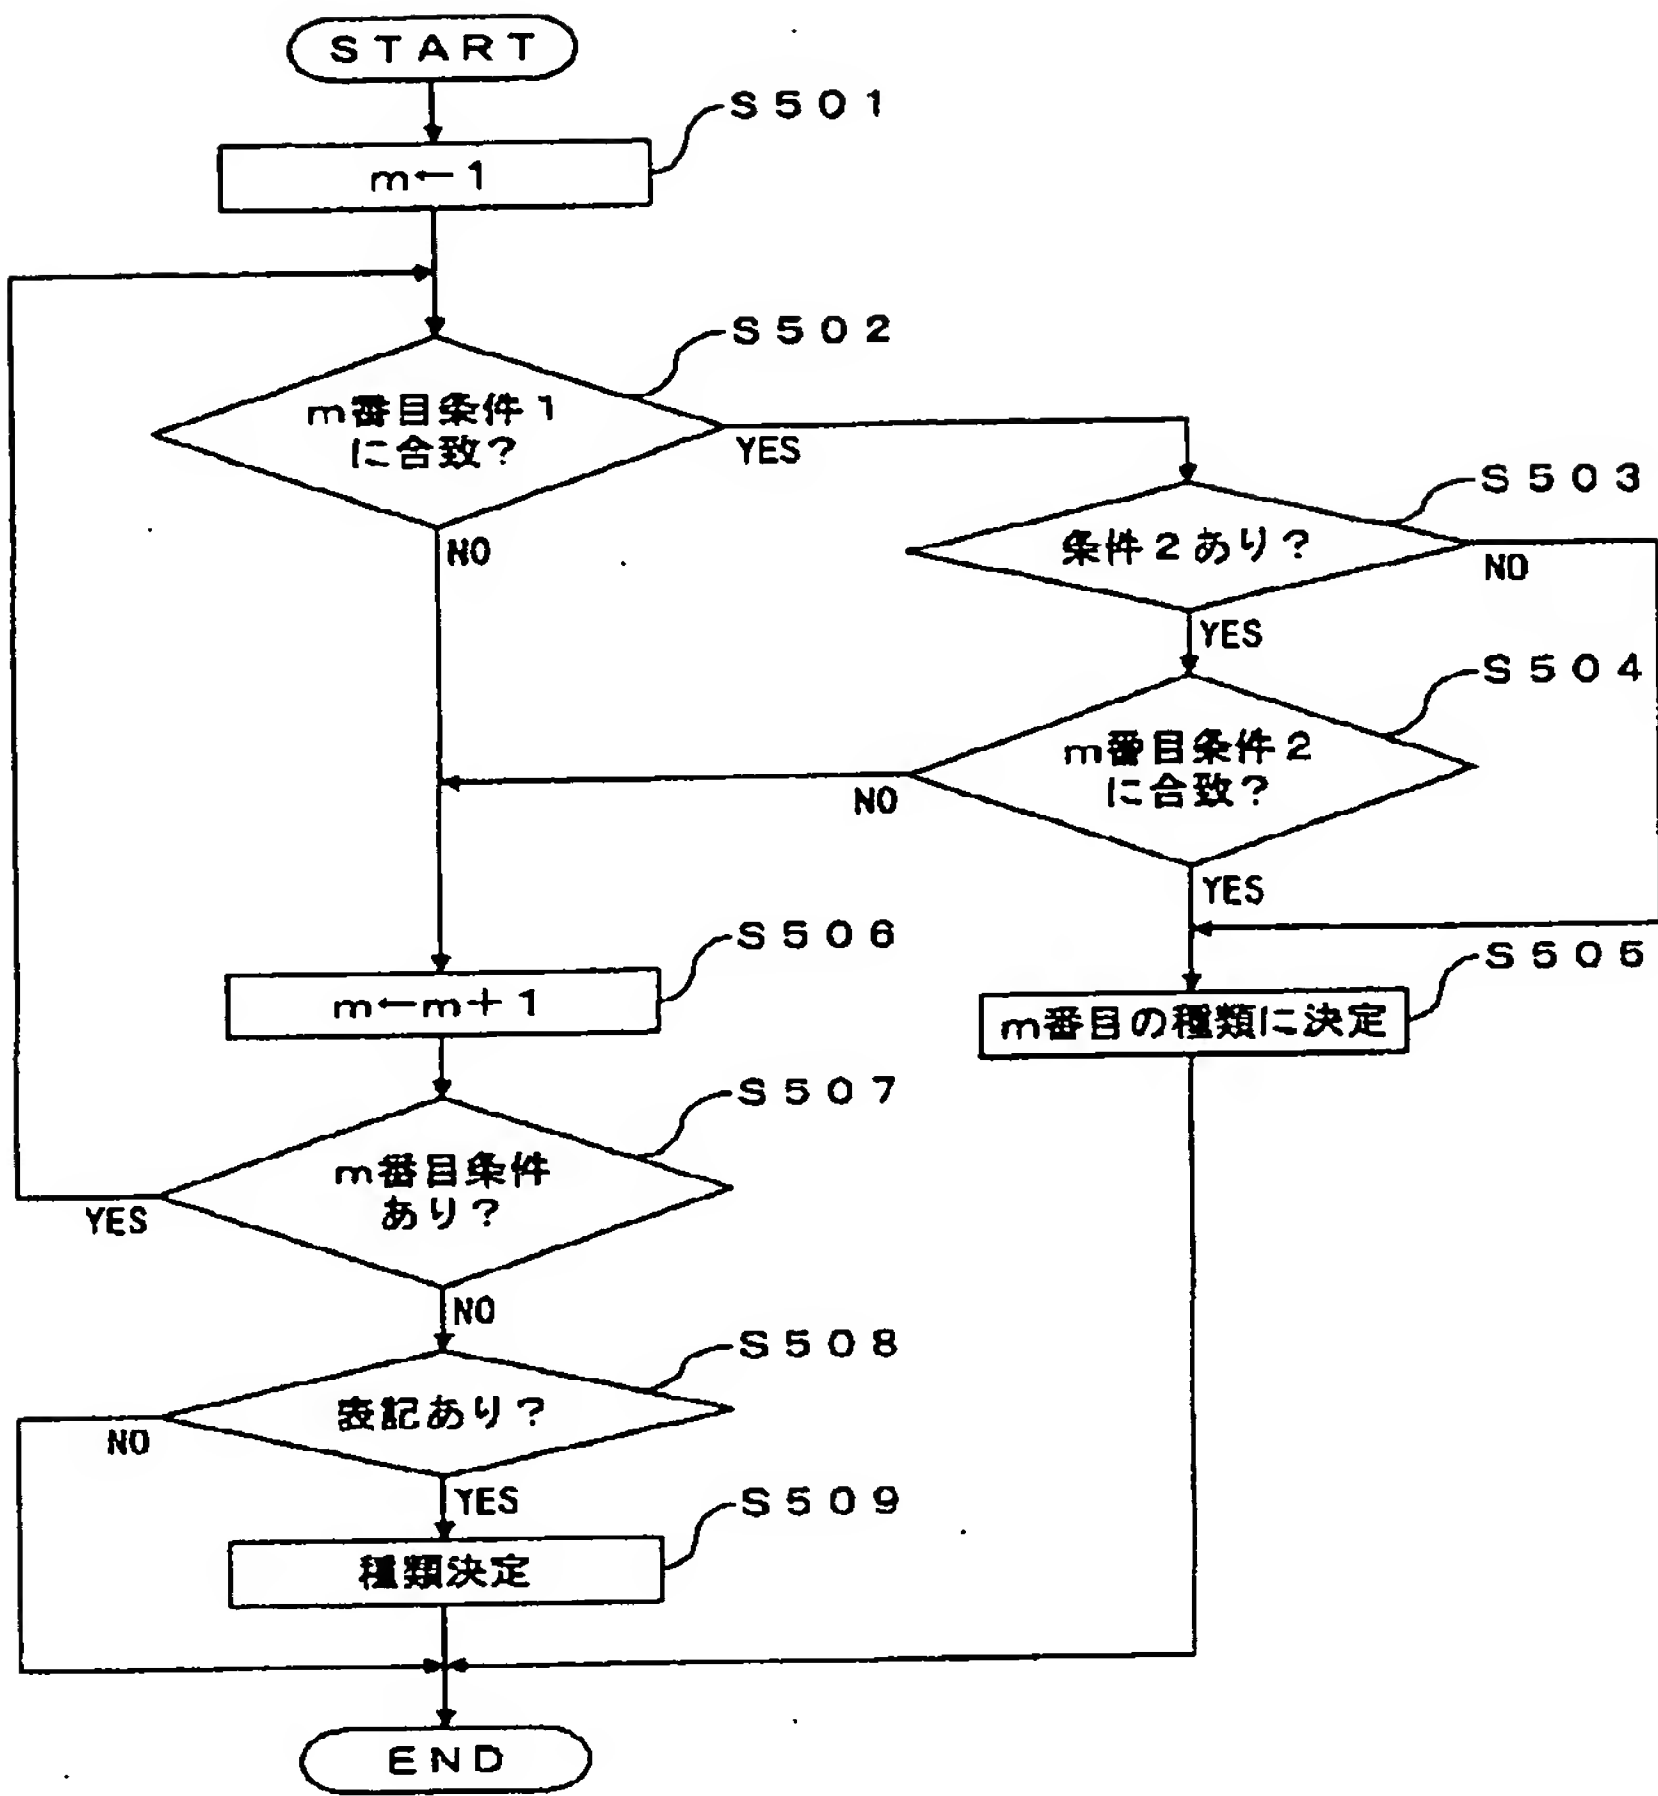 START
S501
m←1
S502
m番目条件1
に合致?
YES
NO
S503
条件2あり?
NO
YES
S504
m番目条件2
に合致?
NO
YES
S505
m番目の種類に決定
S506
m←m+1
S507
m番目条件
あり?
YES
NO
S508
表記あり?
NO
YES
S509
種類決定
END